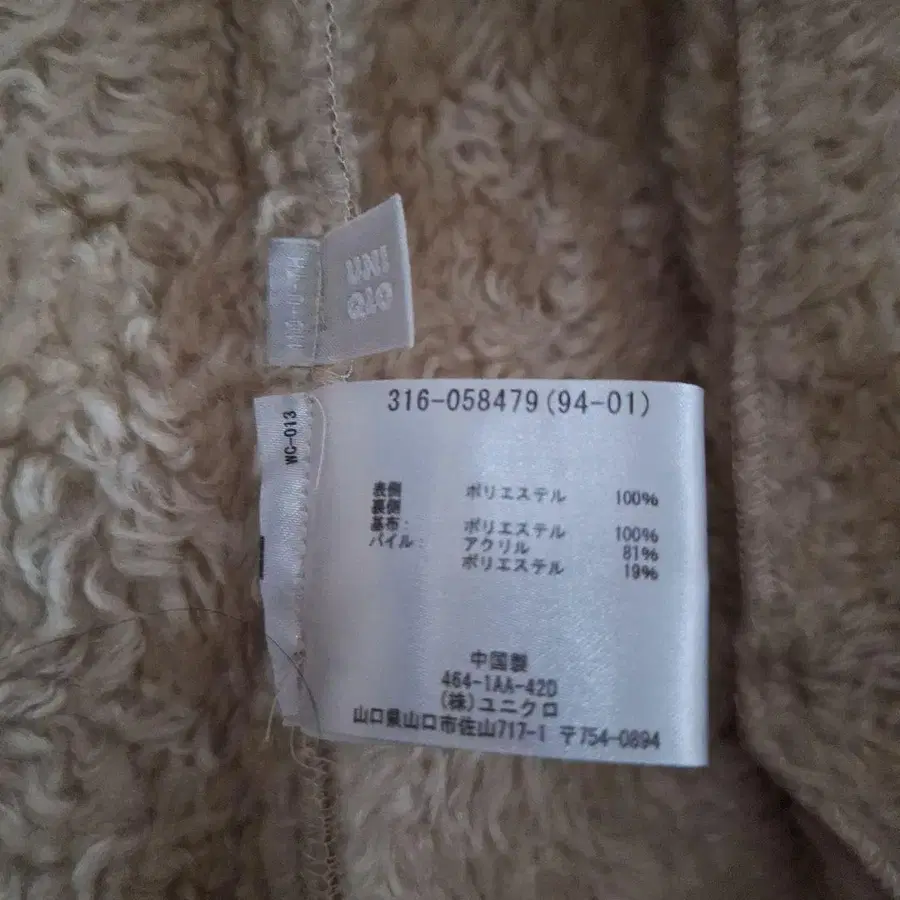 UNI
QLO
316-058479(94-01)
WC-013
表側 ポリエステル 100%
裏側
基布: ポリエステル 100%
パイル: アクリル 81%
ポリエステル 19%
中国製
464-1AA-42D
(株)ユニクロ
山口県山口市佐山717-1 〒754-0894